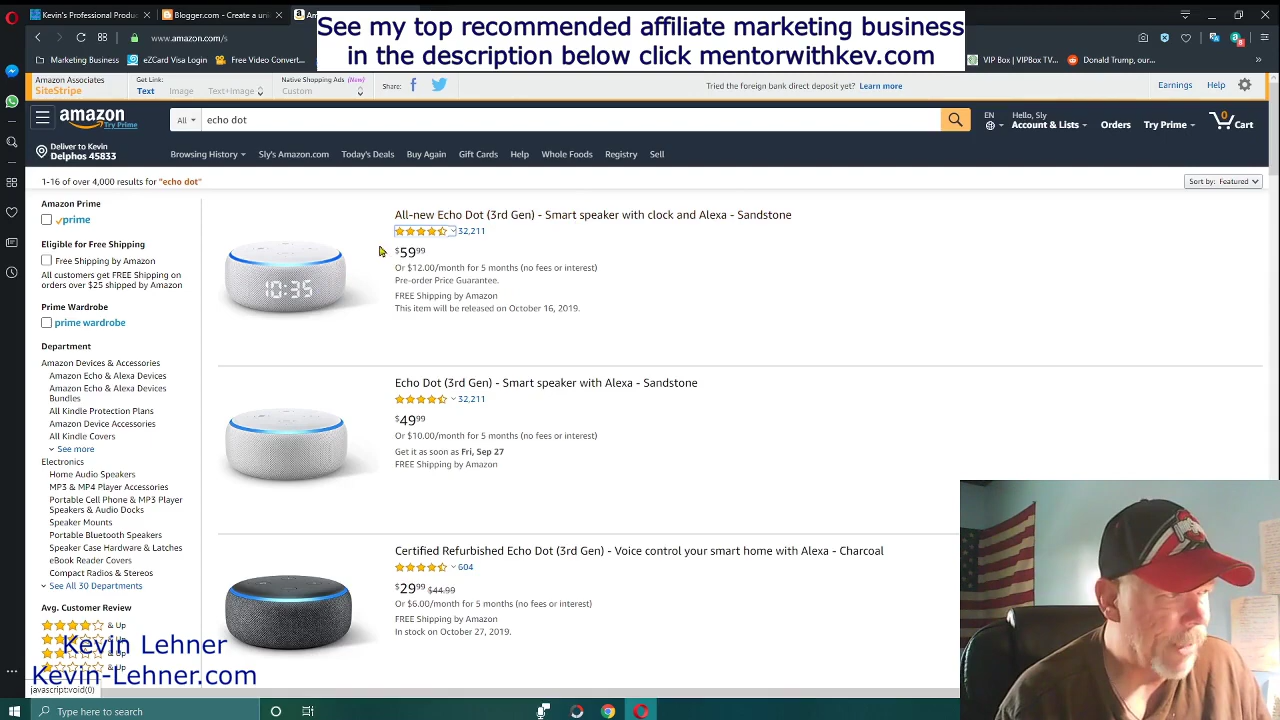 See my top recommended affiliate marketing business
in the description below click mentorwithkev.com
www.amazon.com/s
Bookmarks
eZCarz Visa Login
Free Video Convertor...
VIP Box | VIPBox TV...
Donald Trump, our...
Amazon Associates
SiteStripe
Get Link:
Text
Image
Text+Image
Native Shopping Ads (New)
Custom
Share:
Tried the foreign bank direct deposit yet? Learn more
Earnings
Help
amazon
Try Prime
All
echo dot
EN
Hello, Sly
Account & Lists
Orders
Try Prime
0
Cart
Deliver to Kevin
Delphos 45833
Browsing History
Sly's Amazon.com
Today's Deals
Buy Again
Gift Cards
Help
Whole Foods
Registry
Sell
1-16 of over 4,000 results for "echo dot"
Sort by: Featured
Amazon Prime
prime
Eligible for Free Shipping
Free Shipping by Amazon
All customers get FREE Shipping on
orders over $25 shipped by Amazon
Prime Wardrobe
prime wardrobe
Department
Amazon Devices & Accessories
Amazon Echo & Alexa Devices
Amazon Echo & Alexa Devices
Bundles
All Kindle Protection Plans
Amazon Device Accessories
All Kindle Covers
See more
Electronics
Home Audio Speakers
MP3 & MP4 Player Accessories
Portable Electronics & Player
Speakers & Audio Docks
Speaker Mounts
Portable Bluetooth Speakers
Speaker Case Hardware & Latches
eBook Reader Covers
Compact Radios & Stereos
See All 30 Departments
Avg. Customer Review
& Up
& Up
& Up
& Up
10:35
All-new Echo Dot (3rd Gen) - Smart speaker with clock and Alexa - Sandstone
32,211
$59 99
Or $12.00/month for 5 months (no fees or interest)
Pre-order Price Guarantee.
FREE Shipping by Amazon
This item will be released on October 16, 2019.
Echo Dot (3rd Gen) - Smart speaker with Alexa - Sandstone
32,211
$49 99
Or $10.00/month for 5 months (no fees or interest)
Get it as soon as Fri, Sep 27
FREE Shipping by Amazon
Certified Refurbished Echo Dot (3rd Gen) - Voice control your smart home with Alexa - Charcoal
604
$29 99 $44.99
Or $6.00/month for 5 months (no fees or interest)
FREE Shipping by Amazon
In stock on October 27, 2019.
Kevin Lehner
Kevin-Lehner.com
javascript:void(0)
Type here to search